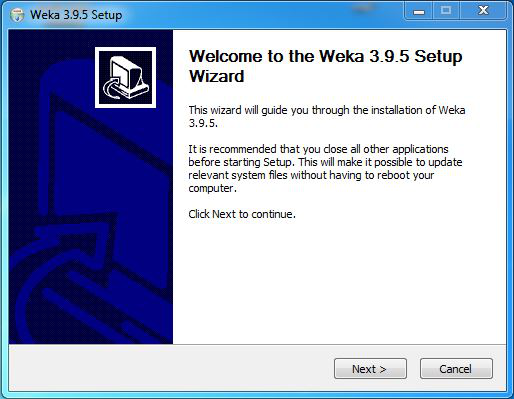 Weka 3.9.5 Setup
Welcome to the Weka 3.9.5 Setup
Wizard
This wizard will guide you through the installation of Weka
3.9.5.
It is recommended that you close all other applications
before starting Setup. This will make it possible to update
relevant system files without having to reboot your
computer.
Click Next to continue.
Next >
Cancel